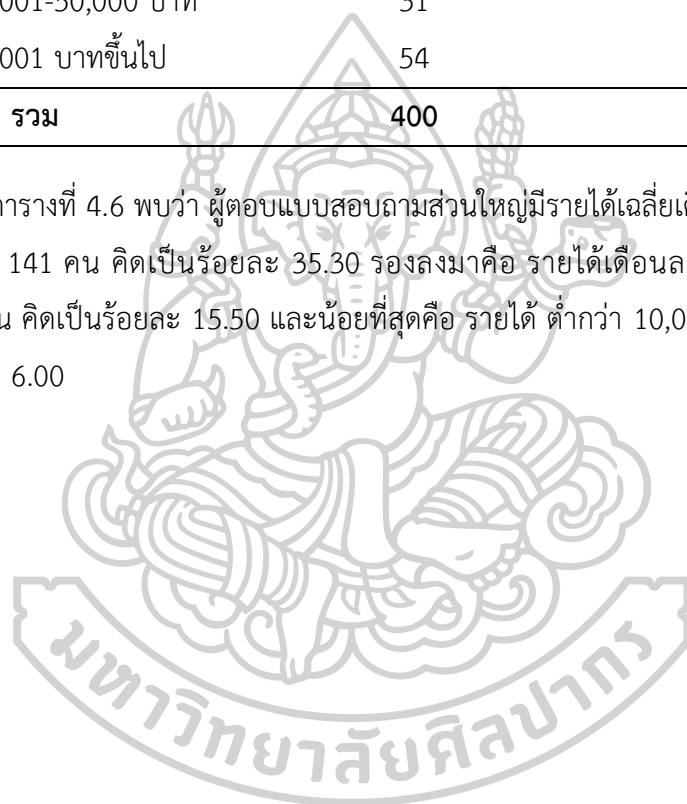 001-50,000 บาท 31
001 บาทขึ้นไป 54
รวม 400
ารางที่ 4.6 พบว่า ผู้ตอบแบบสอบถามส่วนใหญ่มีรายได้เฉลี่ยเดื
141 คน คิดเป็นร้อยละ 35.30 รองลงมาคือ รายได้เดือนล
น คิดเป็นร้อยละ 15.50 และน้อยที่สุดคือ รายได้ ต่ำกว่า 10,0
6.00
มหาวิทยาลัยศิลปากร